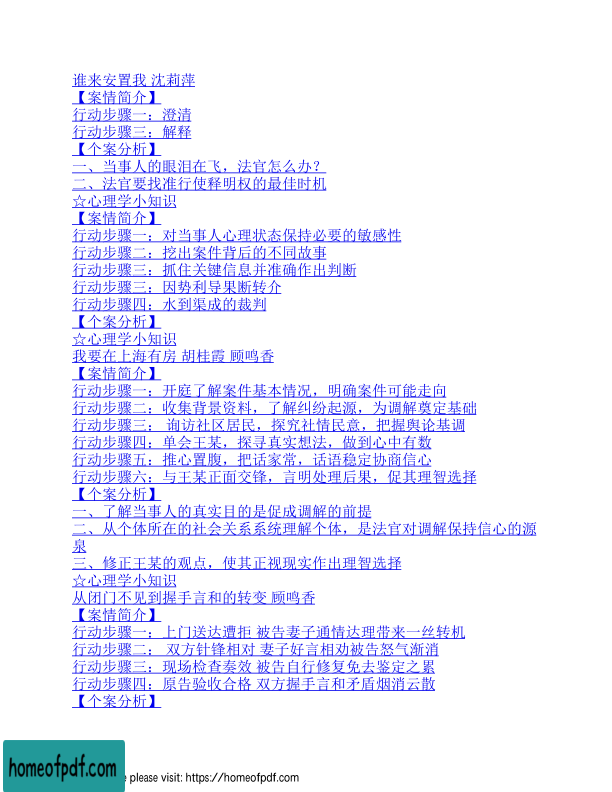 谁来安置我 沈莉萍
【案情简介】
行动步骤一：澄清
行动步骤三：解释
【个案分析】
一、当事人的眼泪在飞，法官怎么办？
二、法官要找准行使释明权的最佳时机
☆心理学小知识
【案情简介】
行动步骤一：对当事人心理状态保持必要的敏感性
行动步骤二：挖出案件背后的不同故事
行动步骤三：抓住关键信息并准确作出判断
行动步骤三：因势利导果断转介
行动步骤四：水到渠成的裁判
【个案分析】
☆心理学小知识
我要在上海有房 胡桂霞 顾鸣香
【案情简介】
行动步骤一：开庭了解案件基本情况，明确案件可能走向
行动步骤二：收集背景资料，了解纠纷起源，为调解奠定基础
行动步骤三： 询访社区居民，探究社情民意，把握舆论基调
行动步骤四：单会王某，探寻真实想法，做到心中有数
行动步骤五：推心置腹，把话家常，话语稳定协商信心
行动步骤六：与王某正面交锋，言明处理后果，促其理智选择
【个案分析】
一、了解当事人的真实目的是促成调解的前提
二、从个体所在的社会关系系统理解个体，是法官对调解保持信心的源
泉
三、修正王某的观点，使其正视现实作出理智选择
☆心理学小知识
从闭门不见到握手言和的转变 顾鸣香
【案情简介】
行动步骤一：上门送达遭拒 被告妻子通情达理带来一丝转机
行动步骤二： 双方针锋相对 妻子好言相劝被告怒气渐消
行动步骤三：现场检查奏效 被告自行修复免去鉴定之累
行动步骤四：原告验收合格 双方握手言和矛盾烟消云散
【个案分析】
homeofpdf.com
e please visit: https://homeofpdf.com